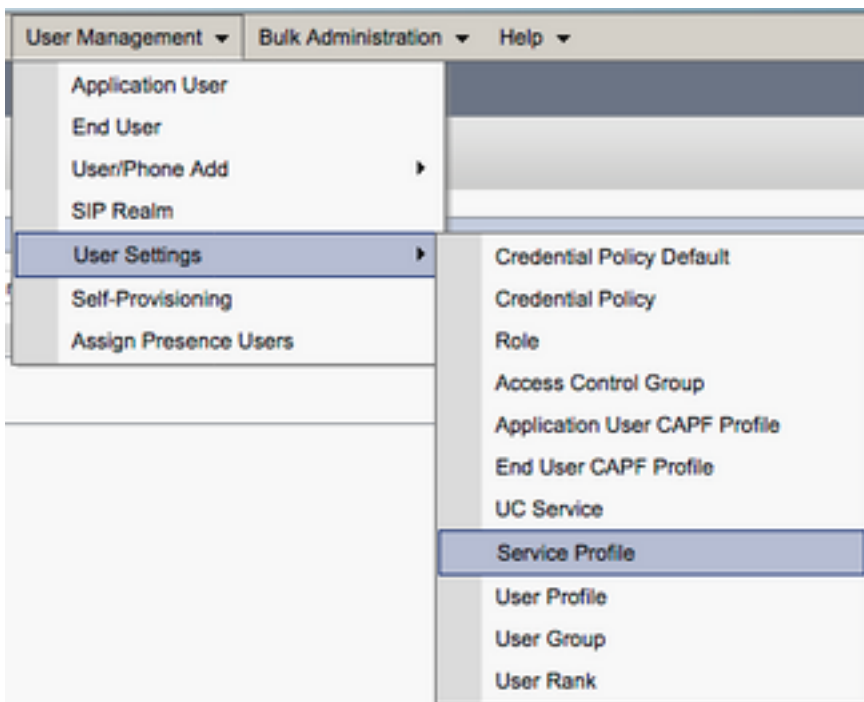 User Management Bulk Administration Help
Application User
End User
User/Phone Add
SIP Realm
User Settings
Self-Provisioning
Assign Presence Users
Credential Policy Default
Credential Policy
Role
Access Control Group
Application User CAPF Profile
End User CAPF Profile
UC Service
Service Profile
User Profile
User Group
User Rank